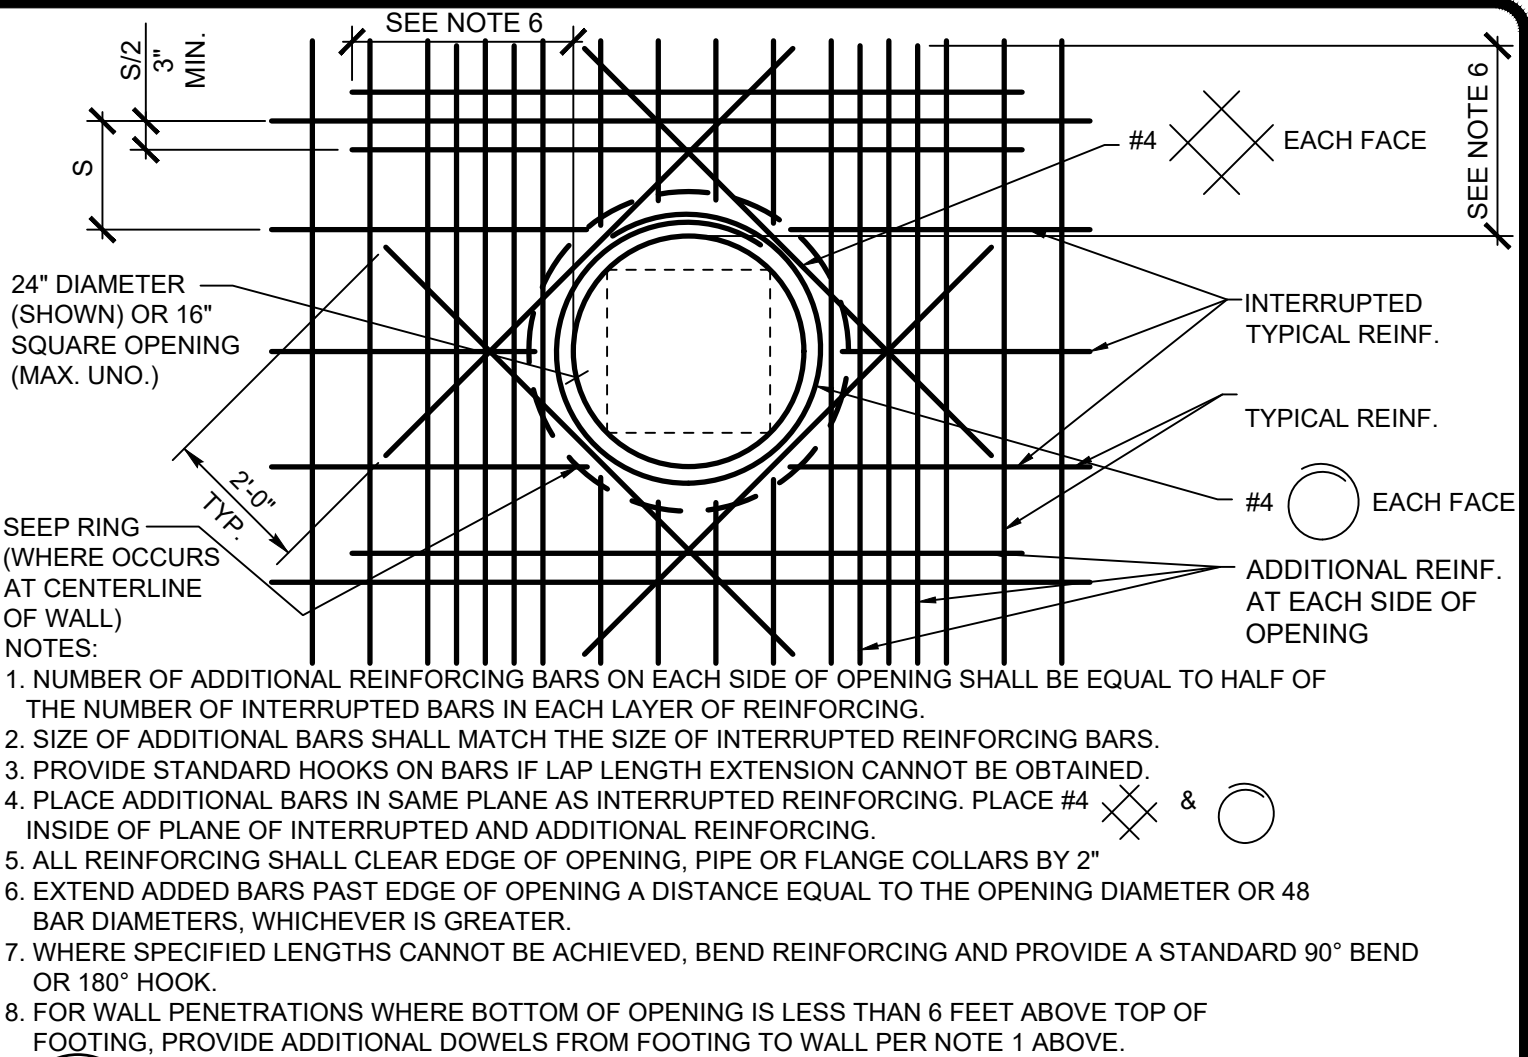 SEE NOTE 6
S/2
3"
MIN.
S
#4
EACH FACE
SEE NOTE 6
24" DIAMETER
(SHOWN) OR 16"
SQUARE OPENING
(MAX. UNO.)
INTERRUPTED
TYPICAL REINF.
TYPICAL REINF.
2'-0"
TYP.
#4
EACH FACE
SEEP RING
(WHERE OCCURS
AT CENTERLINE
OF WALL)
ADDITIONAL REINF.
AT EACH SIDE OF
OPENING
NOTES:
1. NUMBER OF ADDITIONAL REINFORCING BARS ON EACH SIDE OF OPENING SHALL BE EQUAL TO HALF OF
THE NUMBER OF INTERRUPTED BARS IN EACH LAYER OF REINFORCING.
2. SIZE OF ADDITIONAL BARS SHALL MATCH THE SIZE OF INTERRUPTED REINFORCING BARS.
3. PROVIDE STANDARD HOOKS ON BARS IF LAP LENGTH EXTENSION CANNOT BE OBTAINED.
4. PLACE ADDITIONAL BARS IN SAME PLANE AS INTERRUPTED REINFORCING. PLACE #4 &
INSIDE OF PLANE OF INTERRUPTED AND ADDITIONAL REINFORCING.
5. ALL REINFORCING SHALL CLEAR EDGE OF OPENING, PIPE OR FLANGE COLLARS BY 2"
6. EXTEND ADDED BARS PAST EDGE OF OPENING A DISTANCE EQUAL TO THE OPENING DIAMETER OR 48
BAR DIAMETERS, WHICHEVER IS GREATER.
7. WHERE SPECIFIED LENGTHS CANNOT BE ACHIEVED, BEND REINFORCING AND PROVIDE A STANDARD 90° BEND
OR 180° HOOK.
8. FOR WALL PENETRATIONS WHERE BOTTOM OF OPENING IS LESS THAN 6 FEET ABOVE TOP OF
FOOTING, PROVIDE ADDITIONAL DOWELS FROM FOOTING TO WALL PER NOTE 1 ABOVE.